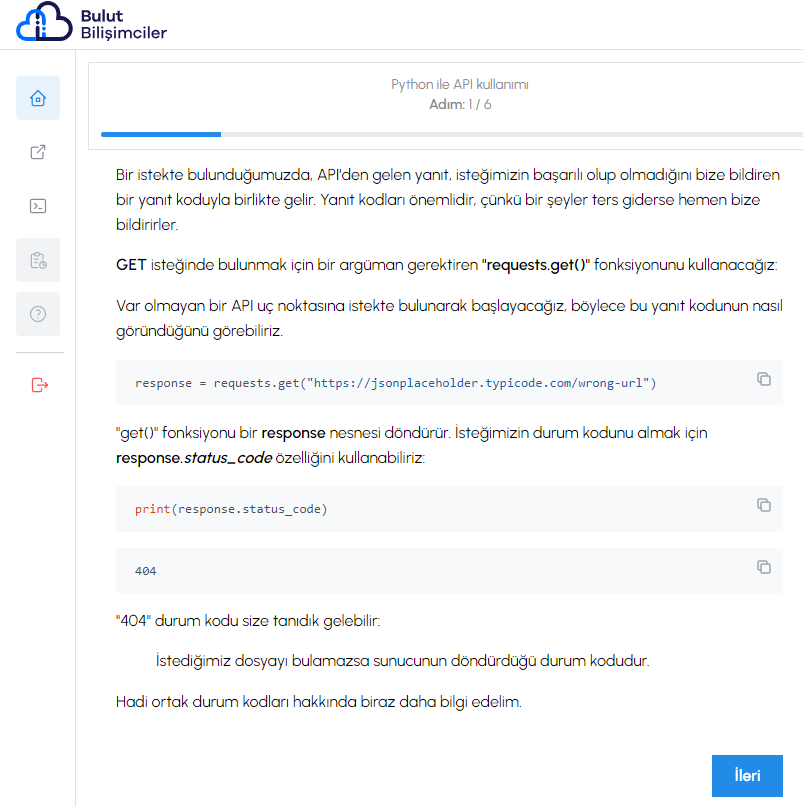 Bulut
Bilişimciler
Python ile API kullanımı
Adım: 1 / 6
Bir istekte bulunduğumuzda, API'den gelen yanıt, isteğimizin başarılı olup olmadığını bize bildiren
bir yanıt koduyla birlikte gelir. Yanıt kodları önemlidir, çünkü bir şeyler ters giderse hemen bize
bildirirler.
GET isteğinde bulunmak için bir argüman gerektiren "requests.get()" fonksiyonunu kullanacağız:
Var olmayan bir API uç noktasına istekte bulunarak başlayacağız, böylece bu yanıt kodunun nasıl
göründüğünü görebiliriz.
response = requests.get("https://jsonplaceholder.typicode.com/wrong-url")
"get()" fonksiyonu bir response nesnesi döndürür. İsteğimizin durum kodunu almak için
response.status_code özelliğini kullanabiliriz:
print(response.status_code)
404
"404" durum kodu size tanıdık gelebilir:
İstediğimiz dosyayı bulamazsa sunucunun döndürdüğü durum kodudur.
Hadi ortak durum kodları hakkında biraz daha bilgi edelim.
İleri